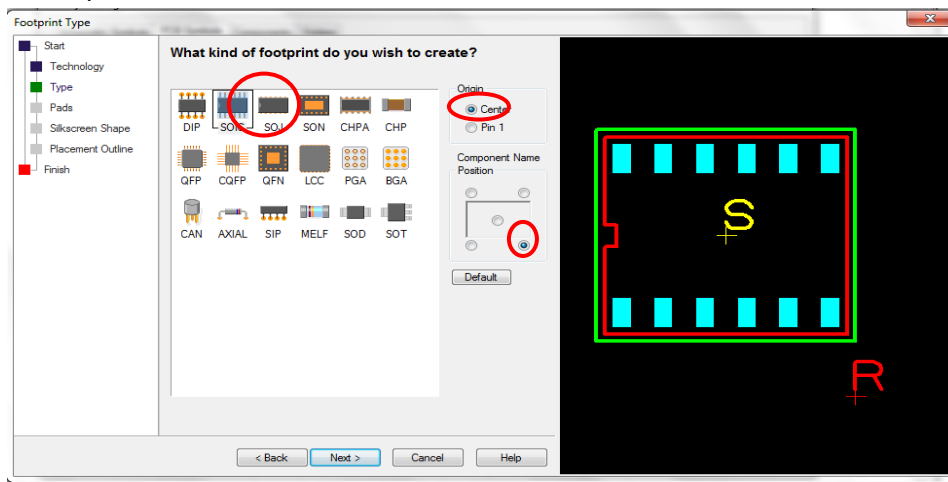 Footprint Type
Start
Technology
Type
Pads
Silkscreen Shape
Placement Outline
Finish
What kind of footprint do you wish to create?
DIP SOIC SOJ SON CHPA CHP
QFP CQFP QFN LCC PGA BGA
CAN AXIAL SIP MELF SOD SOT
Origin
Center
Pin 1
Component Name
Position
Default
S
R
< Back Next > Cancel Help